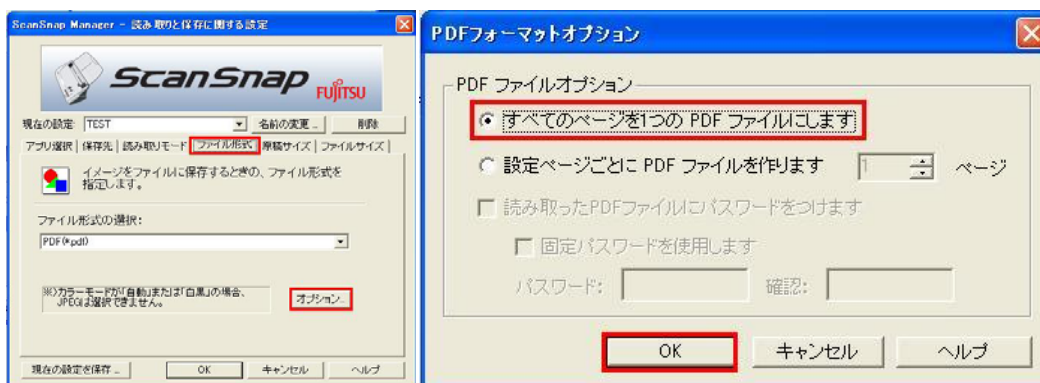 ScanSnap Manager - 読み取りと保存に関する設定
ScanSnap
FUJITSU
現在の設定: TEST 名前の変更... 削除
アプリ選択 保存先 読み取りモード ファイル形式 原稿サイズ ファイルサイズ
イメージをファイルに保存するときの、ファイル形式を
指定します。
ファイル形式の選択:
PDF(*.pdf)
※)カラーモードが「自動」または「白黒」の場合、
JPEGは選択できません。
オプション...
現在の設定を保存... OK キャンセル ヘルプ
PDFフォーマットオプション
PDF ファイルオプション
すべてのページを1つの PDF ファイルにします
設定ページごとに PDF ファイルを作ります 1 ページ
読み取ったPDFファイルにパスワードをつけます
固定パスワードを使用します
パスワード: 確認:
OK キャンセル ヘルプ